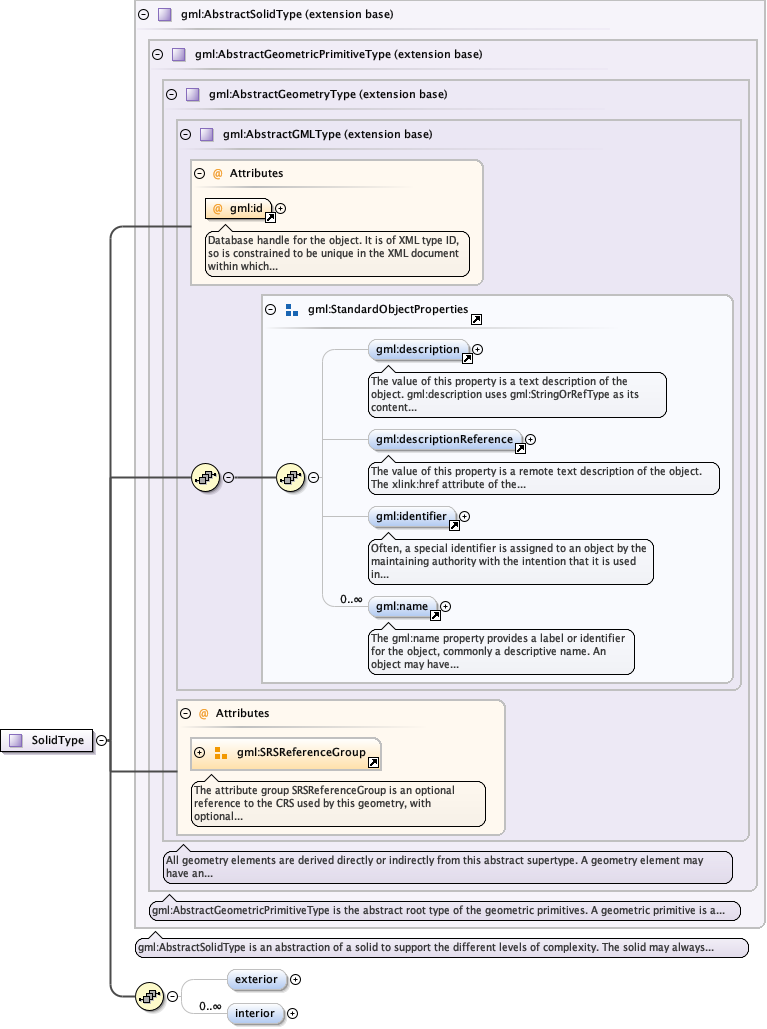 gml:AbstractSolidType (extension base)
gml:AbstractGeometricPrimitiveType (extension base)
gml:AbstractGeometryType (extension base)
gml:AbstractGMLType (extension base)
@ Attributes
@ gml:id
Database handle for the object. It is of XML type ID,
so is constrained to be unique in the XML document
within which...
gml:StandardObjectProperties
gml:description
The value of this property is a text description of the
object. gml:description uses gml:StringOrRefType as its
content...
gml:descriptionReference
The value of this property is a remote text description of the object.
The xlink:href attribute of the...
gml:identifier
Often, a special identifier is assigned to an object by the
maintaining authority with the intention that it is used
in...
0..∞
gml:name
The gml:name property provides a label or identifier
for the object, commonly a descriptive name. An
object may have...
@ Attributes
SolidType
gml:SRSReferenceGroup
The attribute group SRSReferenceGroup is an optional
reference to the CRS used by this geometry, with
optional...
All geometry elements are derived directly or indirectly from this abstract supertype. A geometry element may
have an...
gml:AbstractGeometricPrimitiveType is the abstract root type of the geometric primitives. A geometric primitive is a...
gml:AbstractSolidType is an abstraction of a solid to support the different levels of complexity. The solid may always...
exterior
0..∞
interior